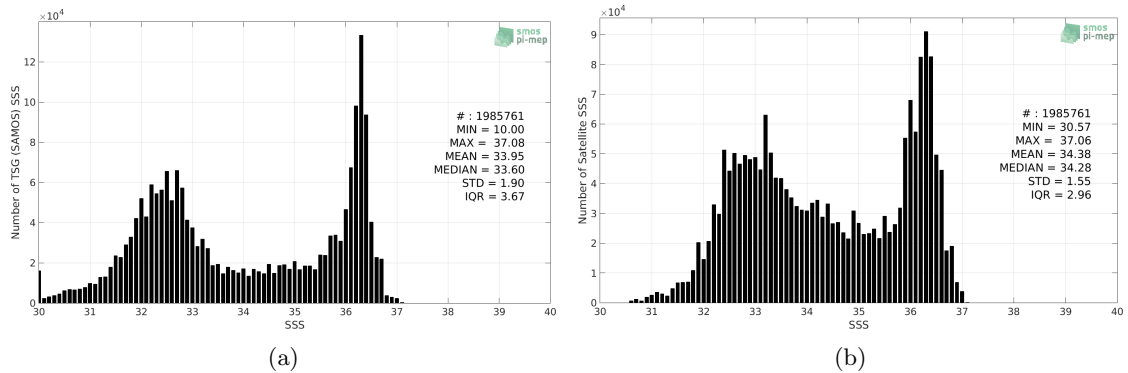 ×10⁴
smos
pi-mep
12
10
8
6
4
2
0
Number of TSG (SAMOS) SSS
# : 1985761
MIN = 10.00
MAX = 37.08
MEAN = 33.95
MEDIAN = 33.60
STD = 1.90
IQR = 3.67
30 31 32 33 34 35 36 37 38 39 40
SSS
(a)
×10⁴
smos
pi-mep
9
8
7
6
5
4
3
2
1
0
Number of Satellite SSS
# : 1985761
MIN = 30.57
MAX = 37.06
MEAN = 34.38
MEDIAN = 34.28
STD = 1.55
IQR = 2.96
30 31 32 33 34 35 36 37 38 39 40
SSS
(b)